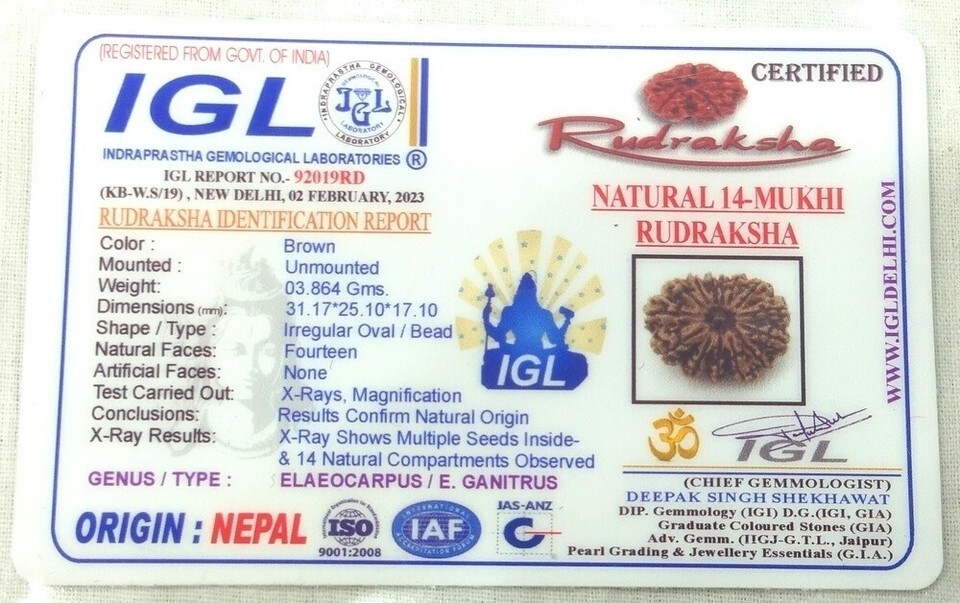 (REGISTERED FROM GOVT. OF INDIA)
IGL
INDRAPRASTHA GEMOLOGICAL LABORATORY
IGL
INDRAPRASTHA GEMOLOGICAL LABORATORIES ®
IGL REPORT NO.- 92019RD
(KB-W.S/19) , NEW DELHI, 02 FEBRUARY, 2023
RUDRAKSHA IDENTIFICATION REPORT
Color : Brown
Mounted : Unmounted
Weight: 03.864 Gms.
Dimensions (mm): 31.17*25.10*17.10
Shape / Type : Irregular Oval / Bead
Natural Faces: Fourteen
Artificial Faces: None
Test Carried Out: X-Rays, Magnification
Conclusions: Results Confirm Natural Origin
X-Ray Results: X-Ray Shows Multiple Seeds Inside-
& 14 Natural Compartments Observed
GENUS / TYPE : ELAEOCARPUS / E. GANITRUS
ORIGIN : NEPAL
ISO
9001:2008
INTERNATIONAL
IAF
ACCREDITATION FORUM
JAS-ANZ
IGL
CERTIFIED
Rudraksha
NATURAL 14-MUKHI
RUDRAKSHA
WWW.IGLDELHI.COM
ॐ
IGL
(CHIEF GEMMOLOGIST)
DEEPAK SINGH SHEKHAWAT
DIP. Gemmology (IGI) D.G.(IGI, GIA)
Graduate Coloured Stones (GIA)
Adv. Gemm. (IIGJ-G.T.L., Jaipur)
Pearl Grading & Jewellery Essentials (G.I.A.)